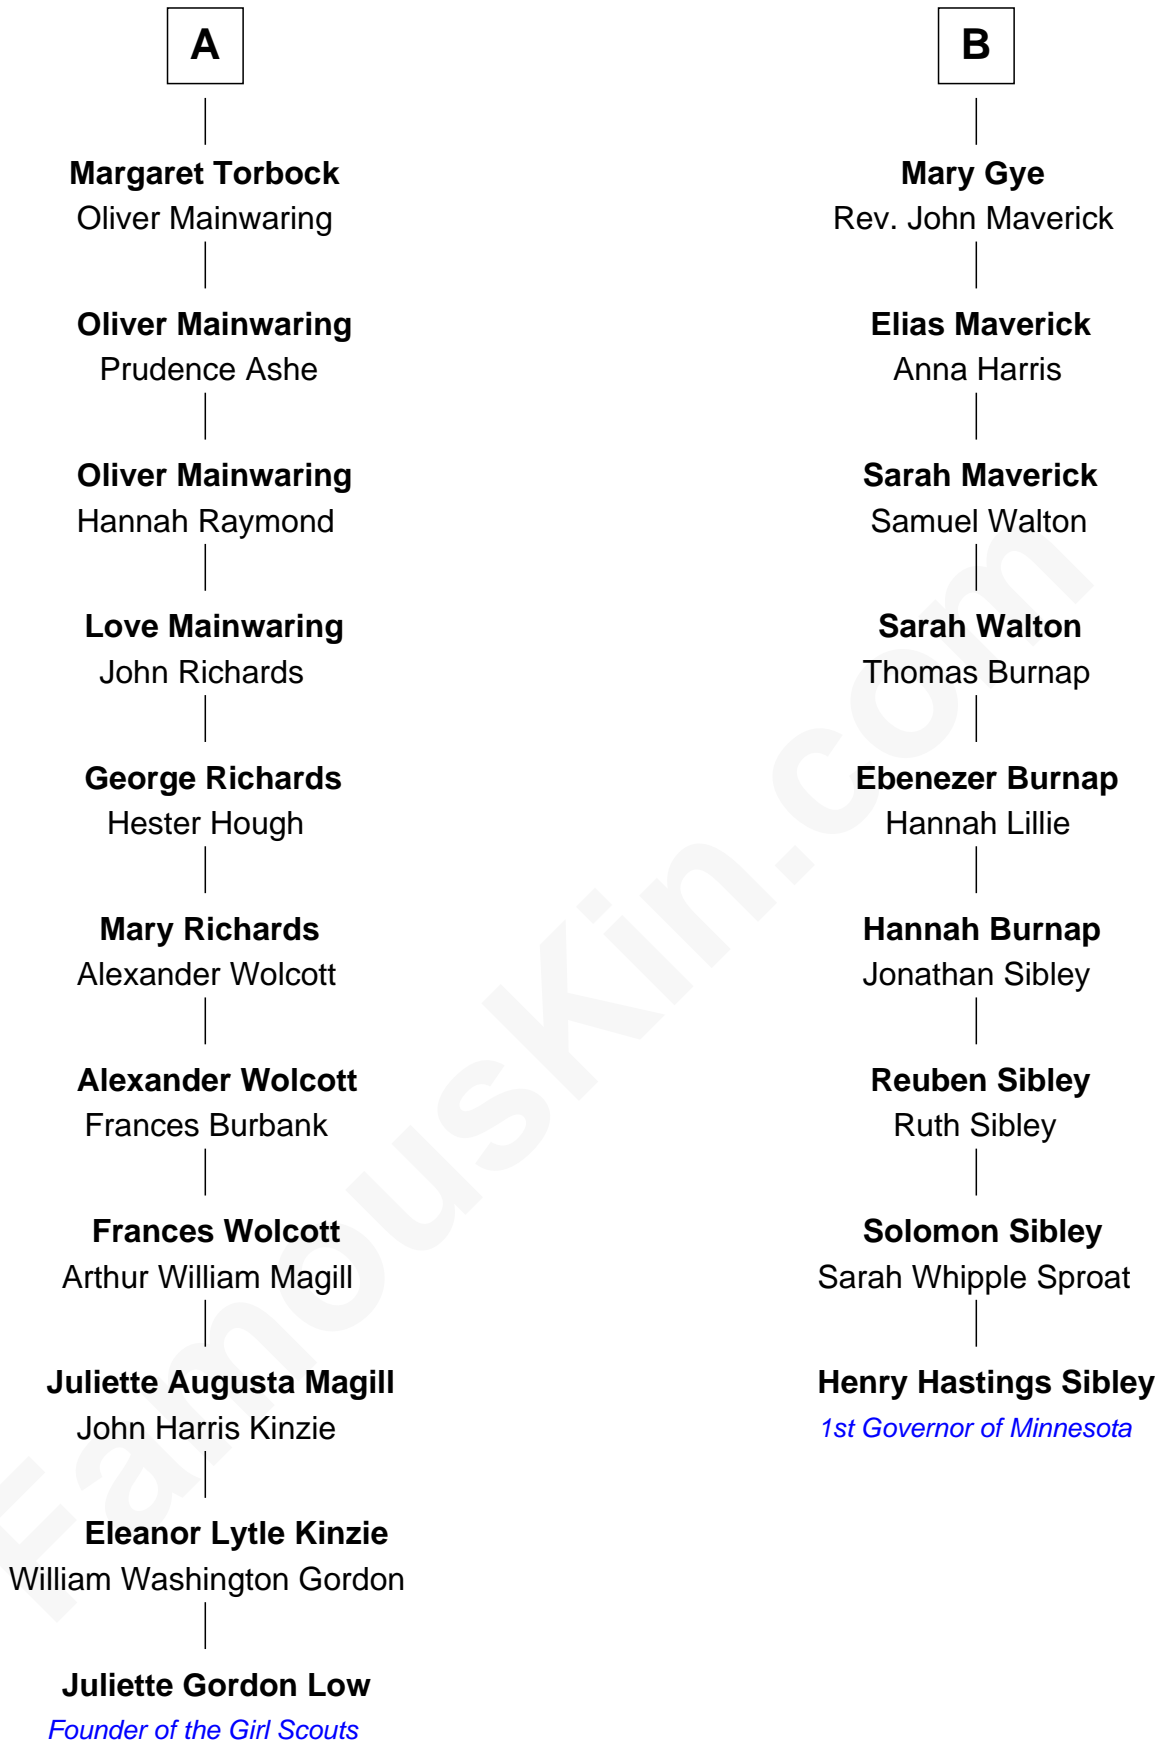 A
Margaret Torbock
Oliver Mainwaring
Oliver Mainwaring
Prudence Ashe
Oliver Mainwaring
Hannah Raymond
Love Mainwaring
John Richards
George Richards
Hester Hough
Mary Richards
Alexander Wolcott
Alexander Wolcott
Frances Burbank
Frances Wolcott
Arthur William Magill
Juliette Augusta Magill
John Harris Kinzie
Eleanor Lytle Kinzie
William Washington Gordon
Juliette Gordon Low
Founder of the Girl Scouts
B
Mary Gye
Rev. John Maverick
Elias Maverick
Anna Harris
Sarah Maverick
Samuel Walton
Sarah Walton
Thomas Burnap
Ebenezer Burnap
Hannah Lillie
Hannah Burnap
Jonathan Sibley
Reuben Sibley
Ruth Sibley
Solomon Sibley
Sarah Whipple Sproat
Henry Hastings Sibley
1st Governor of Minnesota
FamousKin.com